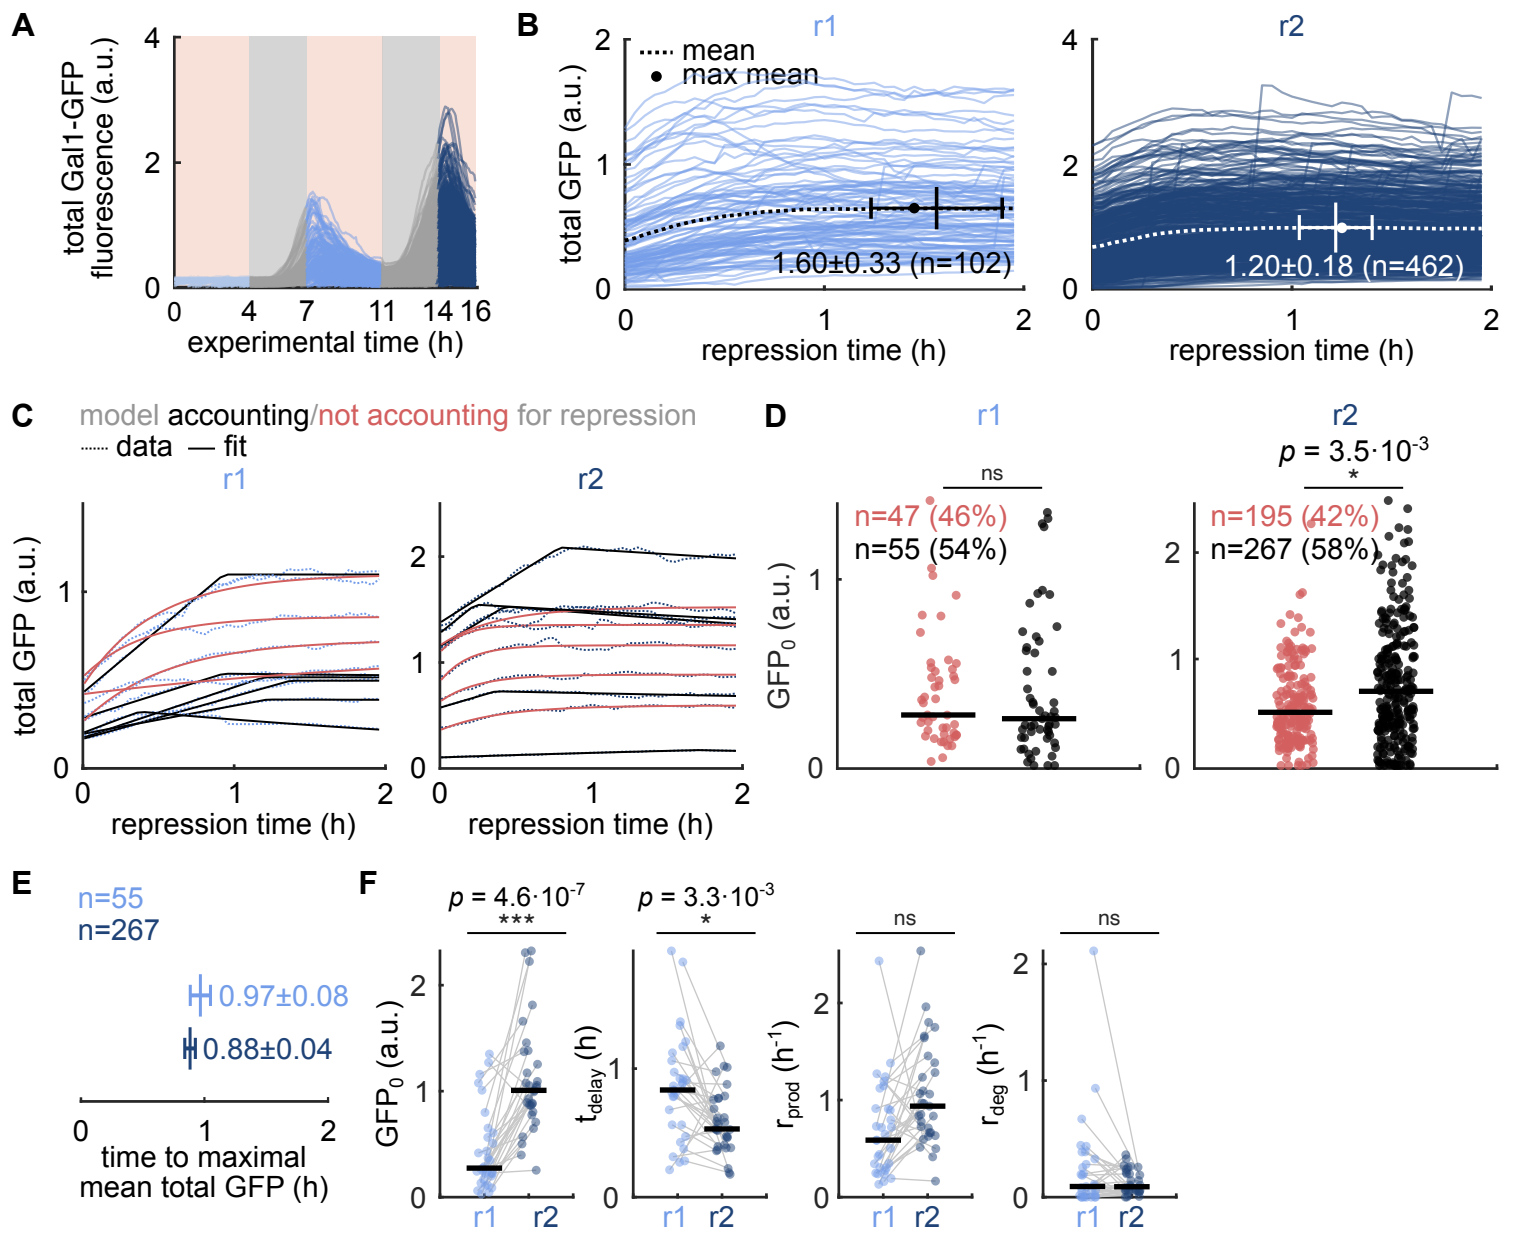 A
4
2
0
total Gal1-GFP
fluorescence (a.u.)
0 4 7 11 14 16
experimental time (h)
B
r1
mean
max mean
2
1
0
total GFP (a.u.)
1.60±0.33 (n=102)
0 1 2
repression time (h)
r2
4
2
0
1.20±0.18 (n=462)
0 1 2
repression time (h)
C
model accounting/not accounting for repression
data — fit
r1
1
0
total GFP (a.u.)
0 1 2
repression time (h)
r2
2
1
0
0 1 2
repression time (h)
D
r1
ns
n=47 (46%)
n=55 (54%)
1
0
GFP0 (a.u.)
r2
p = 3.5·10-3
*
n=195 (42%)
n=267 (58%)
2
1
0
E
n=55
n=267
0.97±0.08
0.88±0.04
0 1 2
time to maximal
mean total GFP (h)
F
p = 4.6·10-7
***
2
1
0
GFP0 (a.u.)
r1 r2
p = 3.3·10-3
*
1
0
tdelay (h)
r1 r2
ns
2
1
0
rprod (h-1)
r1 r2
ns
2
1
0
rdeg (h-1)
r1 r2